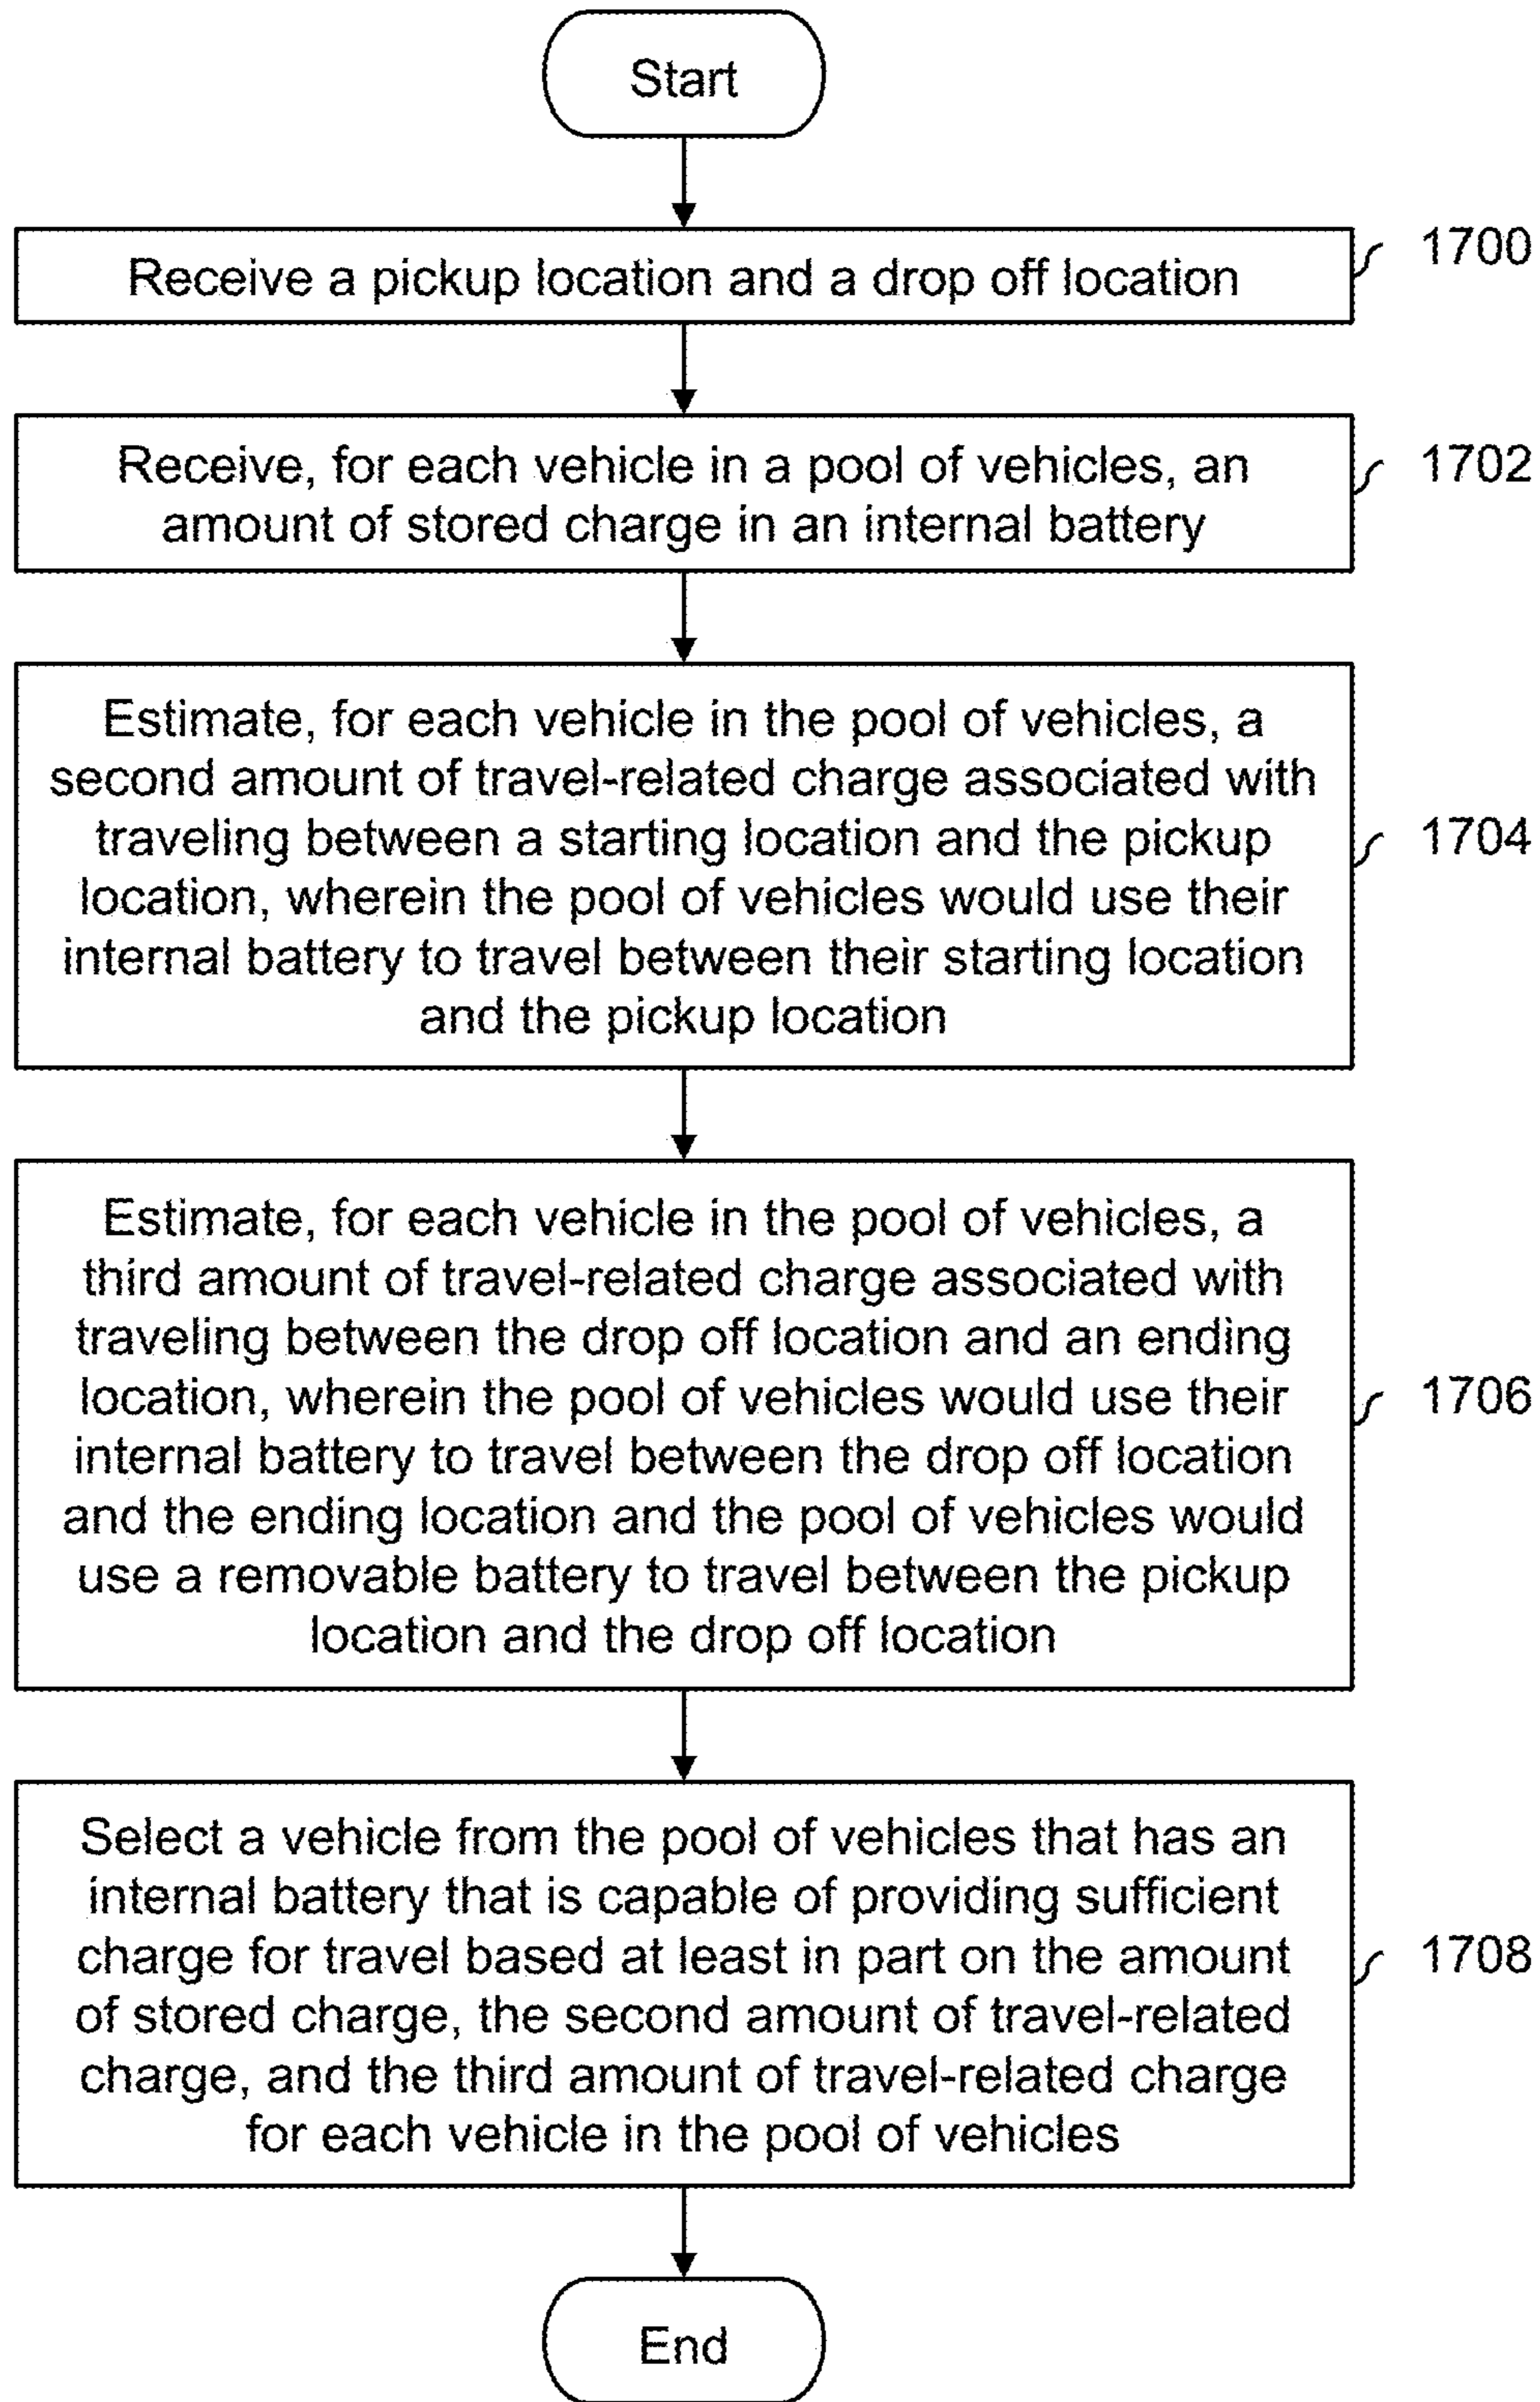 Start
Receive a pickup location and a drop off location
1700
Receive, for each vehicle in a pool of vehicles, an
amount of stored charge in an internal battery
1702
Estimate, for each vehicle in the pool of vehicles, a
second amount of travel-related charge associated with
traveling between a starting location and the pickup
location, wherein the pool of vehicles would use their
internal battery to travel between their starting location
and the pickup location
1704
Estimate, for each vehicle in the pool of vehicles, a
third amount of travel-related charge associated with
traveling between the drop off location and an ending
location, wherein the pool of vehicles would use their
internal battery to travel between the drop off location
and the ending location and the pool of vehicles would
use a removable battery to travel between the pickup
location and the drop off location
1706
Select a vehicle from the pool of vehicles that has an
internal battery that is capable of providing sufficient
charge for travel based at least in part on the amount
of stored charge, the second amount of travel-related
charge, and the third amount of travel-related charge
for each vehicle in the pool of vehicles
1708
End